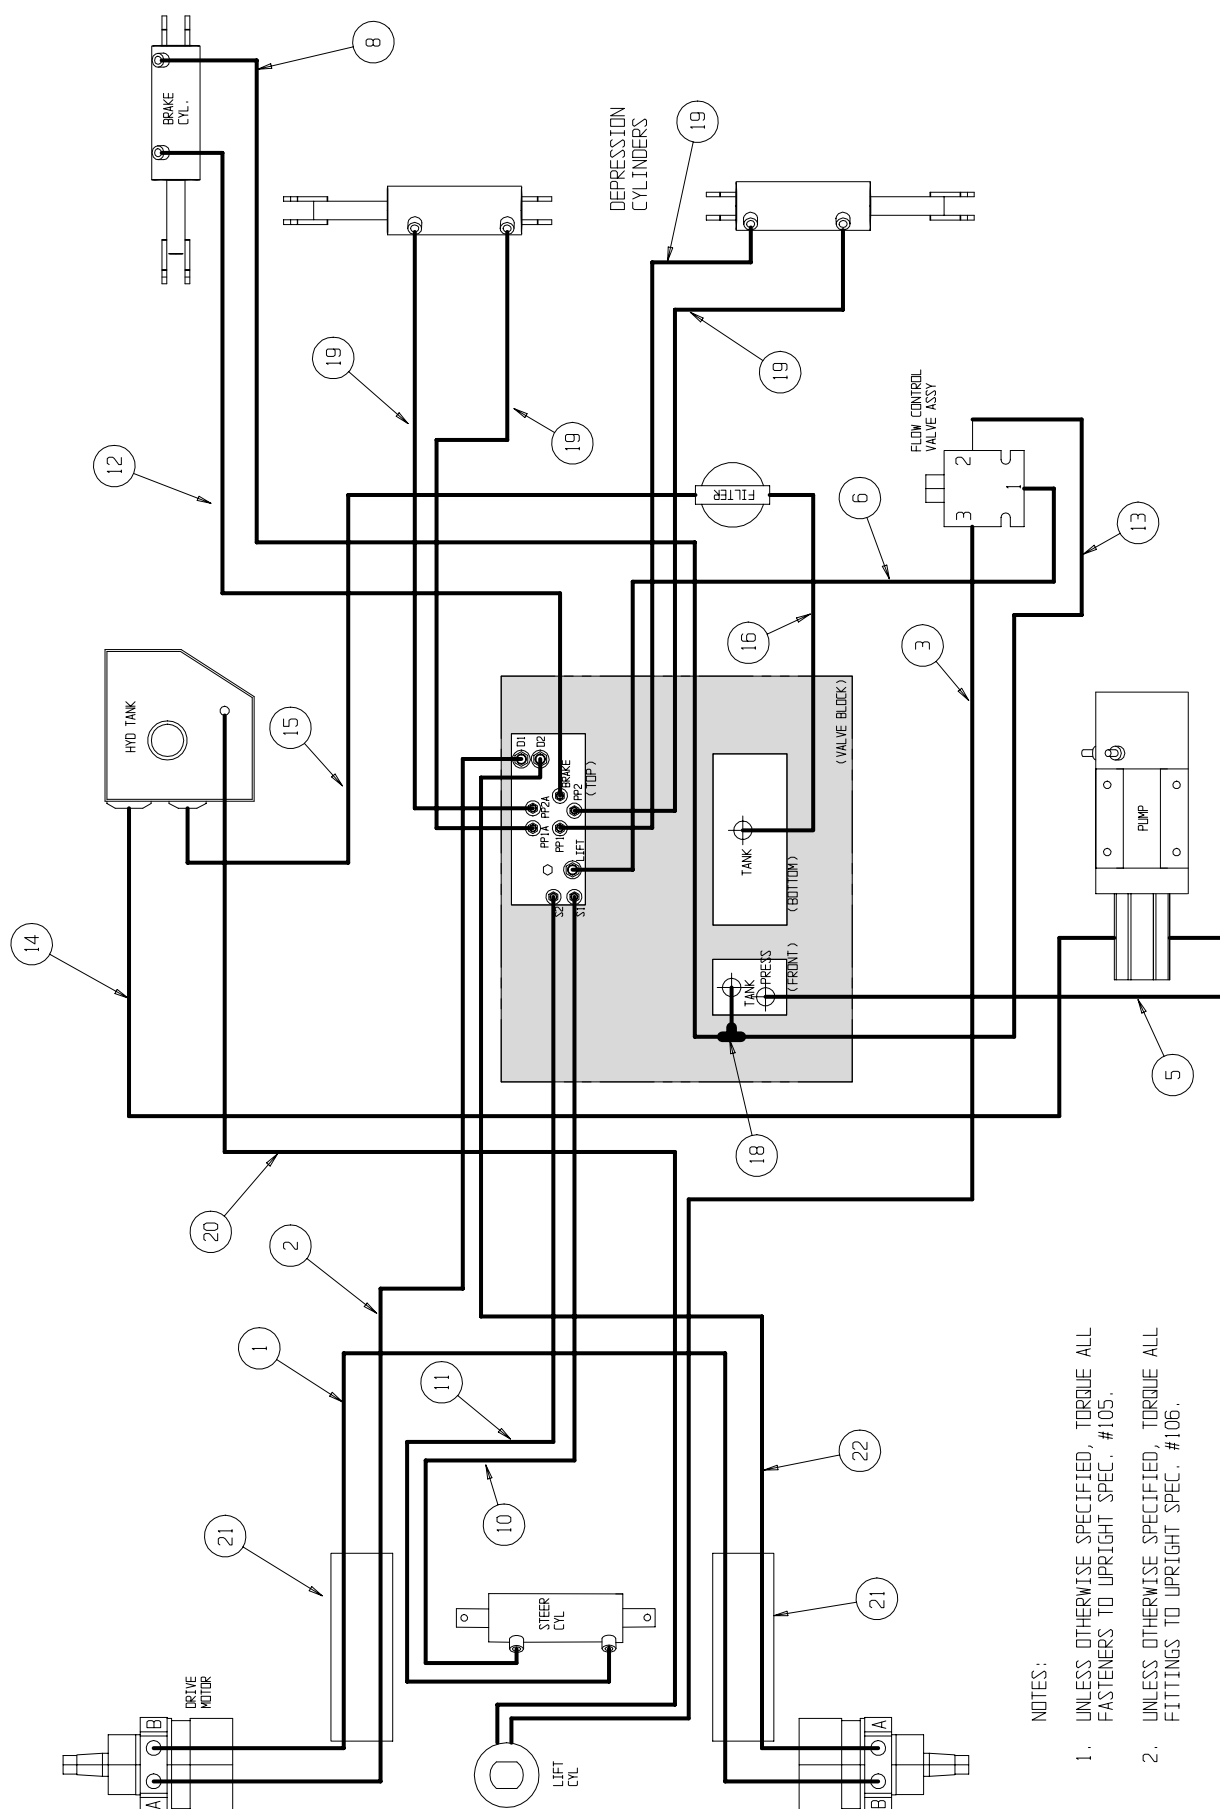 8
BRAKE
CYL.
DEPRESSION
CYLINDERS
19
19
19
19
12
FLOW CONTROL
VALVE ASSY
2
1
3
FILTER
6
13
HYD TANK
15
16
3
(VALVE BLOCK)
D1
D2
BRAKE
(TOP)
PP2A
PP2
PP1A
PP1
LIFT
S2
S1
TANK
(BOTTOM)
TANK
PRESS
(FRONT)
PUMP
14
5
18
20
2
1
11
10
22
21
21
STEER
CYL
DRIVE
MOTOR
B
A
LIFT
CYL
A
B
NOTES:
1. UNLESS OTHERWISE SPECIFIED, TORQUE ALL
FASTENERS TO UPRIGHT SPEC. #105.
2. UNLESS OTHERWISE SPECIFIED, TORQUE ALL
FITTINGS TO UPRIGHT SPEC. #106.